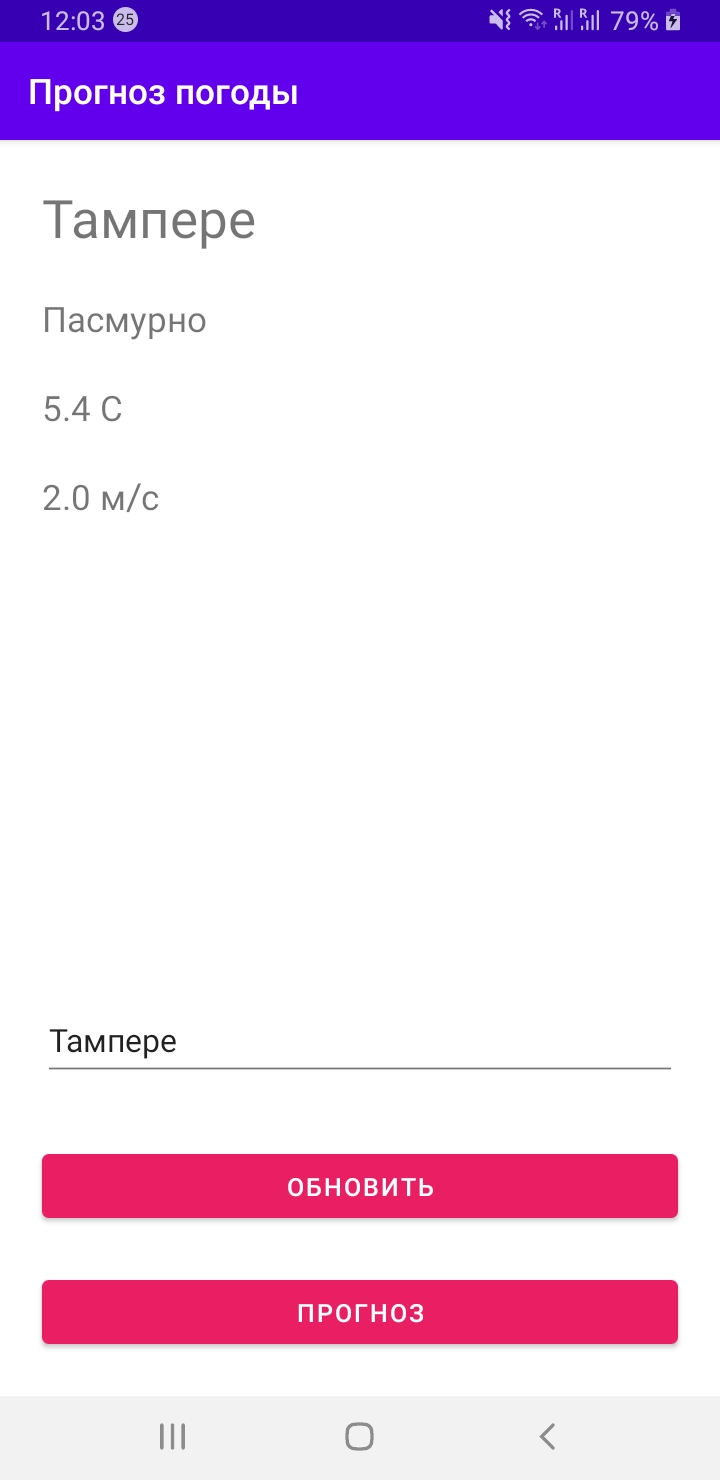 12:03 25 79%
Прогноз погоды
Тампере
Пасмурно
5.4 C
2.0 м/с
Тампере
ОБНОВИТЬ
ПРОГНОЗ